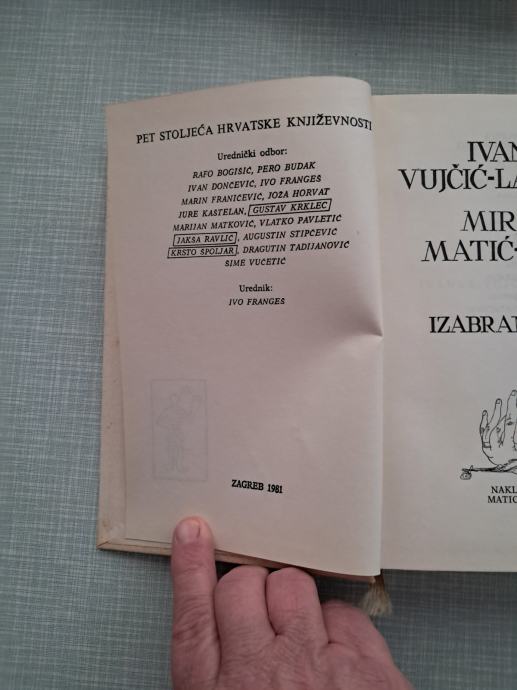 PET STOLJEĆA HRVATSKE KNJIŽEVNOSTI
Urednički odbor:
RAFO BOGIŠIĆ, PERO BUDAK
IVAN DONČEVIĆ, IVO FRANGEŠ
MARIN FRANIČEVIĆ, JOŽA HORVAT
JURE KAŠTELAN, GUSTAV KRKLEC
MARIJAN MATKOVIĆ, VLATKO PAVLETIĆ
JAKŠA RAVLIĆ, AUGUSTIN STIPČEVIĆ
KRSTO ŠPOLJAR, DRAGUTIN TADIJANOVIĆ
ŠIME VUČETIĆ
Urednik:
IVO FRANGEŠ
ZAGREB 1981
IVAN
VUJČIĆ-LA
MIR
MATIĆ-
IZABRAN
NAKL
MATIC